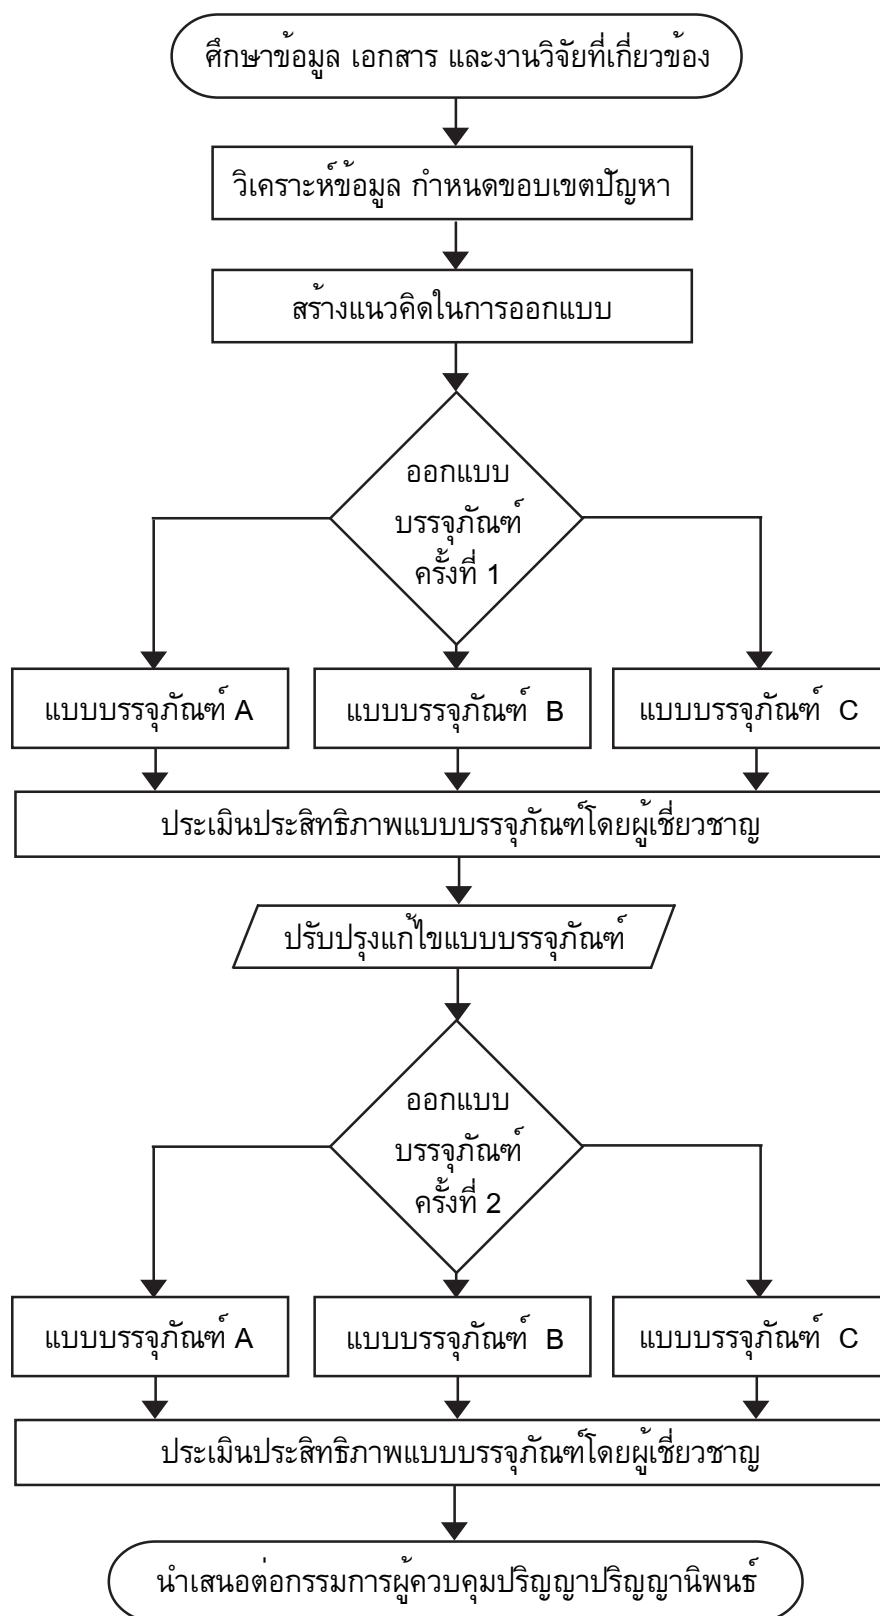 ศึกษาข้อมูล เอกสาร และงานวิจัยที่เกี่ยวข้อง
วิเคราะห์ข้อมูล กำหนดขอบเขตปัญหา
สร้างแนวคิดในการออกแบบ
ออกแบบ
บรรจุภัณฑ์
ครั้งที่ 1
แบบบรรจุภัณฑ์ A
แบบบรรจุภัณฑ์ B
แบบบรรจุภัณฑ์ C
ประเมินประสิทธิภาพแบบบรรจุภัณฑ์โดยผู้เชี่ยวชาญ
ปรับปรุงแก้ไขแบบบรรจุภัณฑ์
ออกแบบ
บรรจุภัณฑ์
ครั้งที่ 2
แบบบรรจุภัณฑ์ A
แบบบรรจุภัณฑ์ B
แบบบรรจุภัณฑ์ C
ประเมินประสิทธิภาพแบบบรรจุภัณฑ์โดยผู้เชี่ยวชาญ
นำเสนอต่อกรรมการผู้ควบคุมปริญญาปริญญานิพนธ์